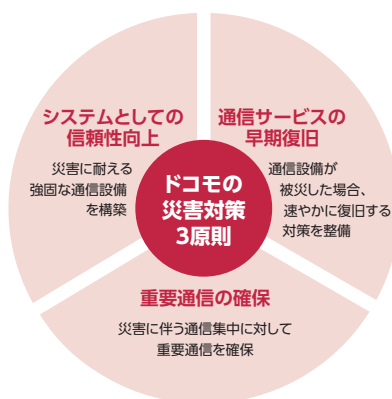 システムとしての
信頼性向上
災害に耐える
強固な通信設備
を構築
通信サービスの
早期復旧
通信設備が
被災した場合、
速やかに復旧する
対策を整備
ドコモの
災害対策
3原則
重要通信の確保
災害に伴う通信集中に対して
重要通信を確保